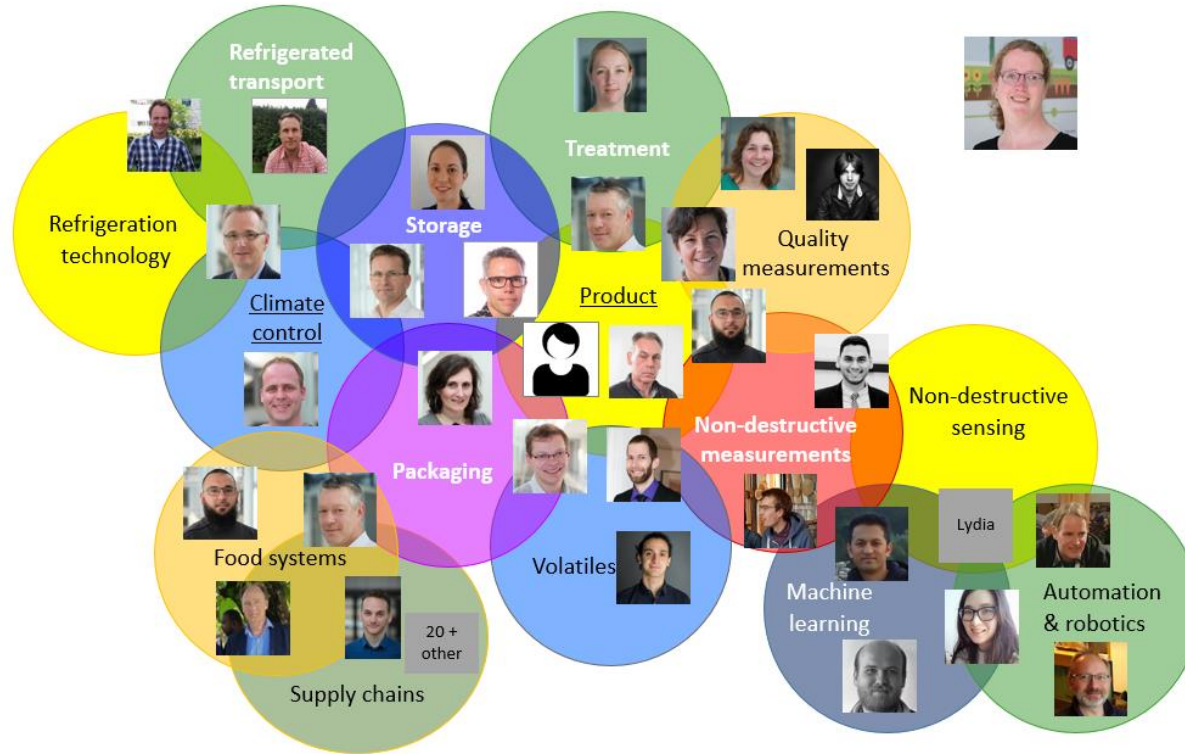 Refrigerated
transport
Treatment
Refrigeration
technology
Storage
Quality
measurements
Climate
control
Product
Non-destructive
sensing
Non-destructive
measurements
Packaging
Lydia
Food systems
Volatiles
Machine
learning
Automation
& robotics
20 +
other
Supply chains